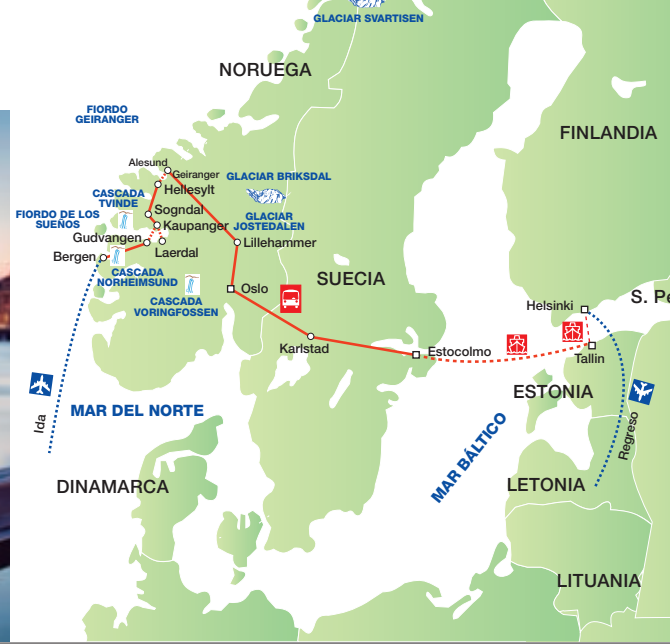 GLACIAR SVARTISEN
NORUEGA
FIORDO
GEIRANGER
FINLANDIA
Alesund
Geiranger
GLACIAR BRIKSDAL
Hellesylt
CASCADA
TVINDE
Sogndal
FIORDO DE LOS
SUEÑOS
Kaupanger
GLACIAR
JOSTEDALEN
Gudvangen
Lillehammer
Laerdal
Bergen
CASCADA
NORHEIMSUND
SUECIA
Oslo
CASCADA
VORINGFOSSEN
S. Pe
Helsinki
Karlstad
Estocolmo
Tallin
ESTONIA
Ida
MAR DEL NORTE
Regreso
MAR BÁLTICO
DINAMARCA
LETONIA
LITUANIA